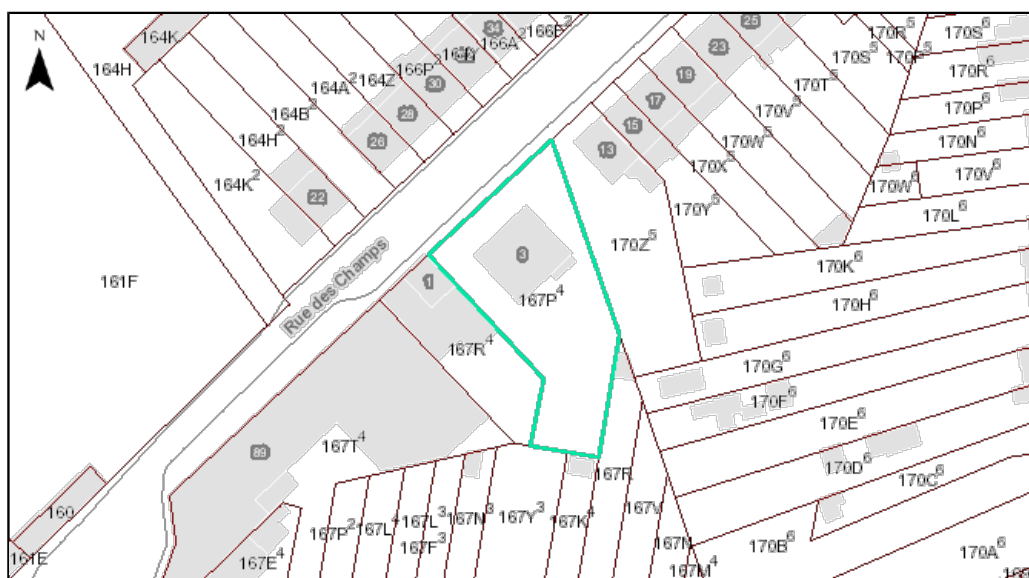 N
164K
164H
34
166A²
166E²
25
170R⁵
170S⁶
164A²
164Z
166P²
30
23
170S⁵
170P⁶
170R⁶
164B²
28
19
170T⁵
170P⁶
164H²
26
17
170V⁵
170N⁶
15
13
170W⁵
170V⁶
164K²
22
170X⁵
170W⁶
170Y⁵
170L⁶
161F
Rue des Champs
3
170Z⁵
170K⁶
1
167P⁴
170H⁶
167R⁴
170G⁶
170F⁶
170E⁶
89
167T⁴
170D⁶
170C⁶
167R
160
167P²
167L⁴
167L³
167N³
167Y³
167K⁴
167V
161E
167E⁴
167F³
167N
170B⁶
170A⁶
167M⁴